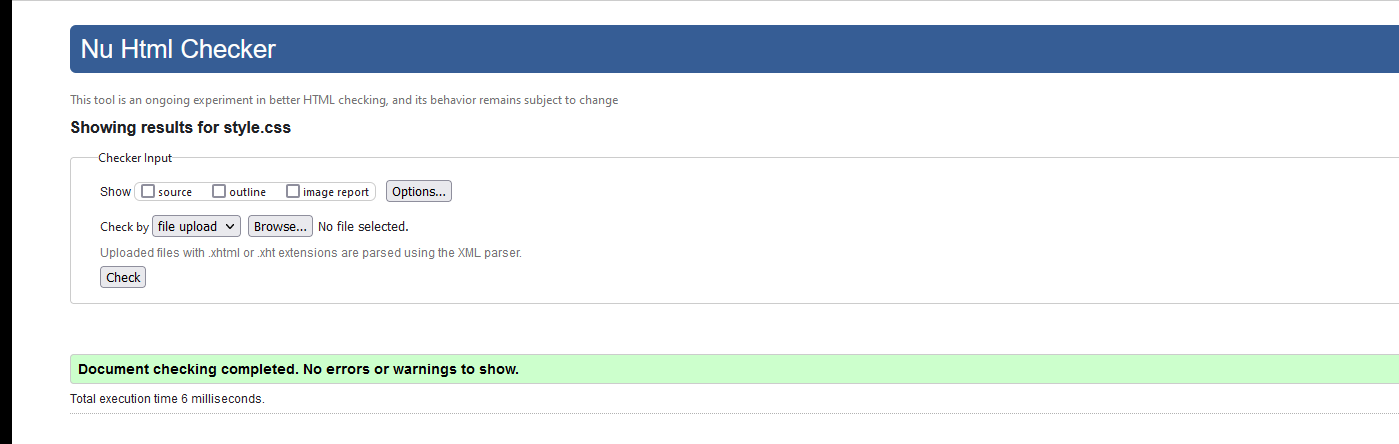 Nu Html Checker
This tool is an ongoing experiment in better HTML checking, and its behavior remains subject to change
Showing results for style.css
Checker Input
Show source outline image report Options...
Check by file upload Browse... No file selected.
Uploaded files with .xhtml or .xht extensions are parsed using the XML parser.
Check
Document checking completed. No errors or warnings to show.
Total execution time 6 milliseconds.